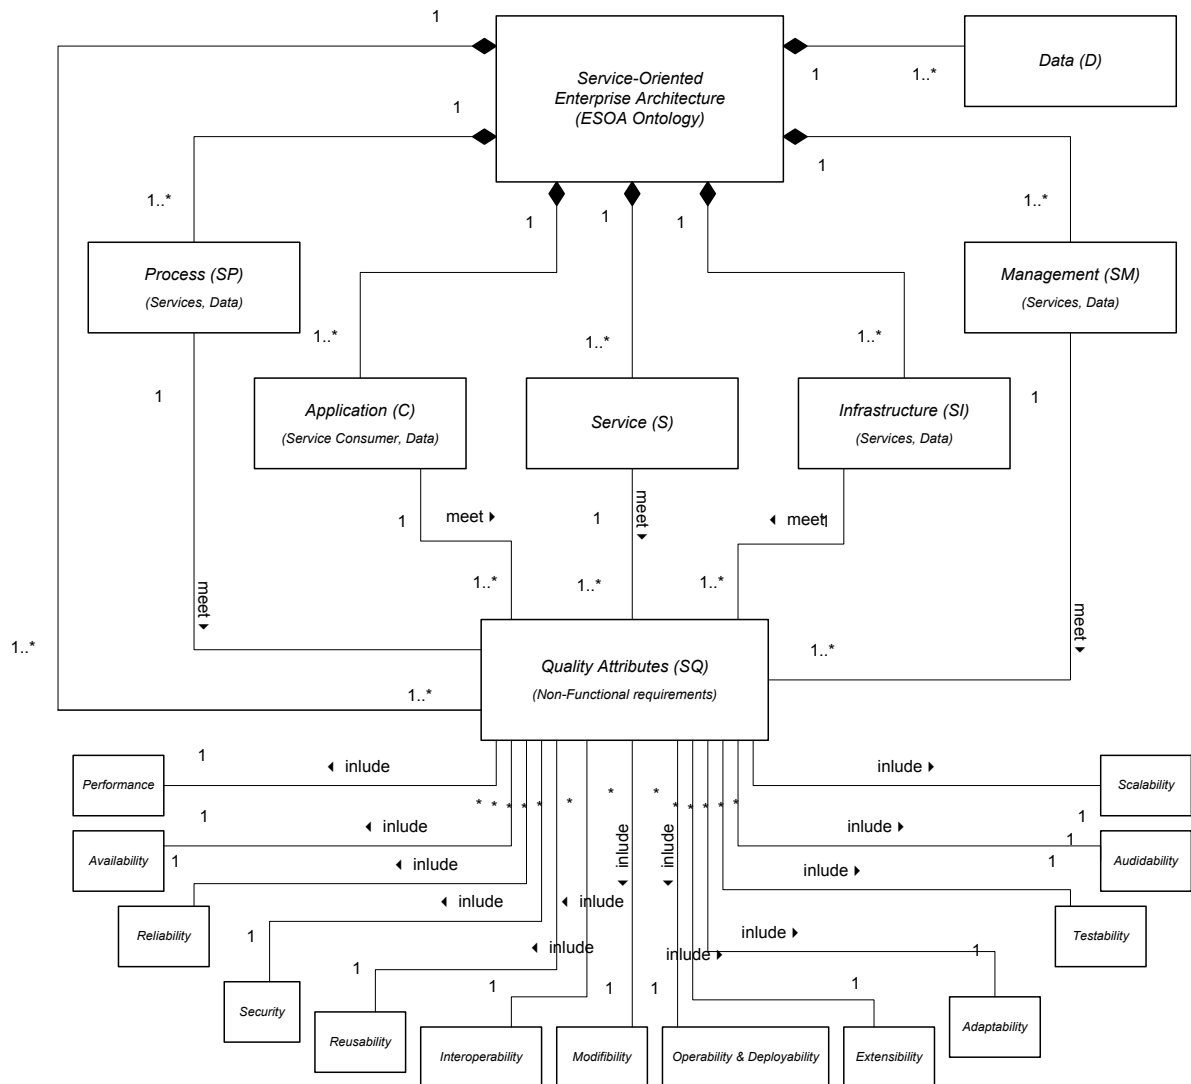 1
Service-Oriented
Enterprise Architecture
(ESOA Ontology)
1
1..*
Data (D)
1
1
1..*
1..*
1
1
1
Process (SP)
(Services, Data)
Management (SM)
(Services, Data)
1..*
1..*
1..*
1
1
Application (C)
(Service Consumer, Data)
Service (S)
Infrastructure (SI)
(Services, Data)
1
meet
meet
1
meet
1
1..*
1..*
1..*
meet
meet
1..*
1..*
Quality Attributes (SQ)
(Non-Functional requirements)
1..*
1
inlude
inlude
Performance
Scalability
* * * * * * * * * * * * *
1
inlude
inlude
1
1
Availability
1
inlude
inlude
inlude
inlude
1
Audidability
Reliability
inlude
inlude
Testability
1
inlude
inlude
inlude
1
1
1
1
1
1
Security
Reusability
Adaptability
Interoperability
Modifibility
Operability & Deployability
Extensibility